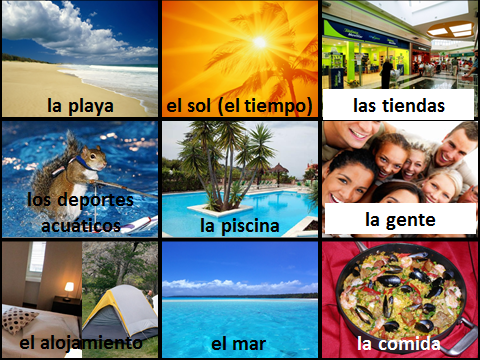 la playa
el sol (el tiempo)
las tiendas
los deportes
acuáticos
la piscina
la gente
el alojamiento
el mar
la comida